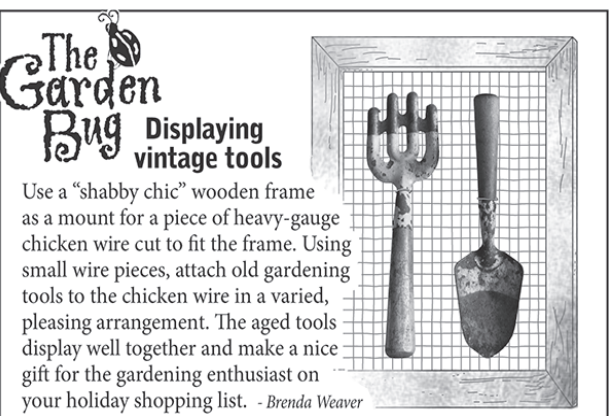 The
Garden
Bug
Displaying
vintage tools
Use a “shabby chic” wooden frame
as a mount for a piece of heavy-gauge
chicken wire cut to fit the frame. Using
small wire pieces, attach old gardening
tools to the chicken wire in a varied,
pleasing arrangement. The aged tools
display well together and make a nice
gift for the gardening enthusiast on
your holiday shopping list. - Brenda Weaver